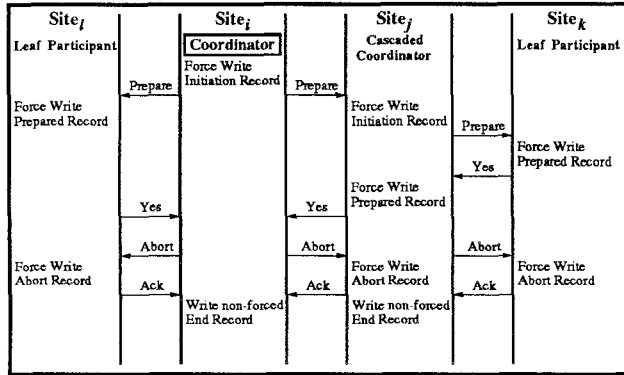 Site_l Site_i Site_j Site_k
Leaf Participant Coordinator Cascaded Leaf Participant
Coordinator
Force Write
Initiation Record
Prepare Prepare
Force Write Force Write
Prepared Record Initiation Record
Prepare
Force Write
Prepared Record
Yes
Force Write
Prepared Record
Yes Yes
Abort Abort Abort
Force Write Force Write Force Write
Abort Record Abort Record Abort Record
Ack Ack Ack
Write non-forced Write non-forced
End Record End Record